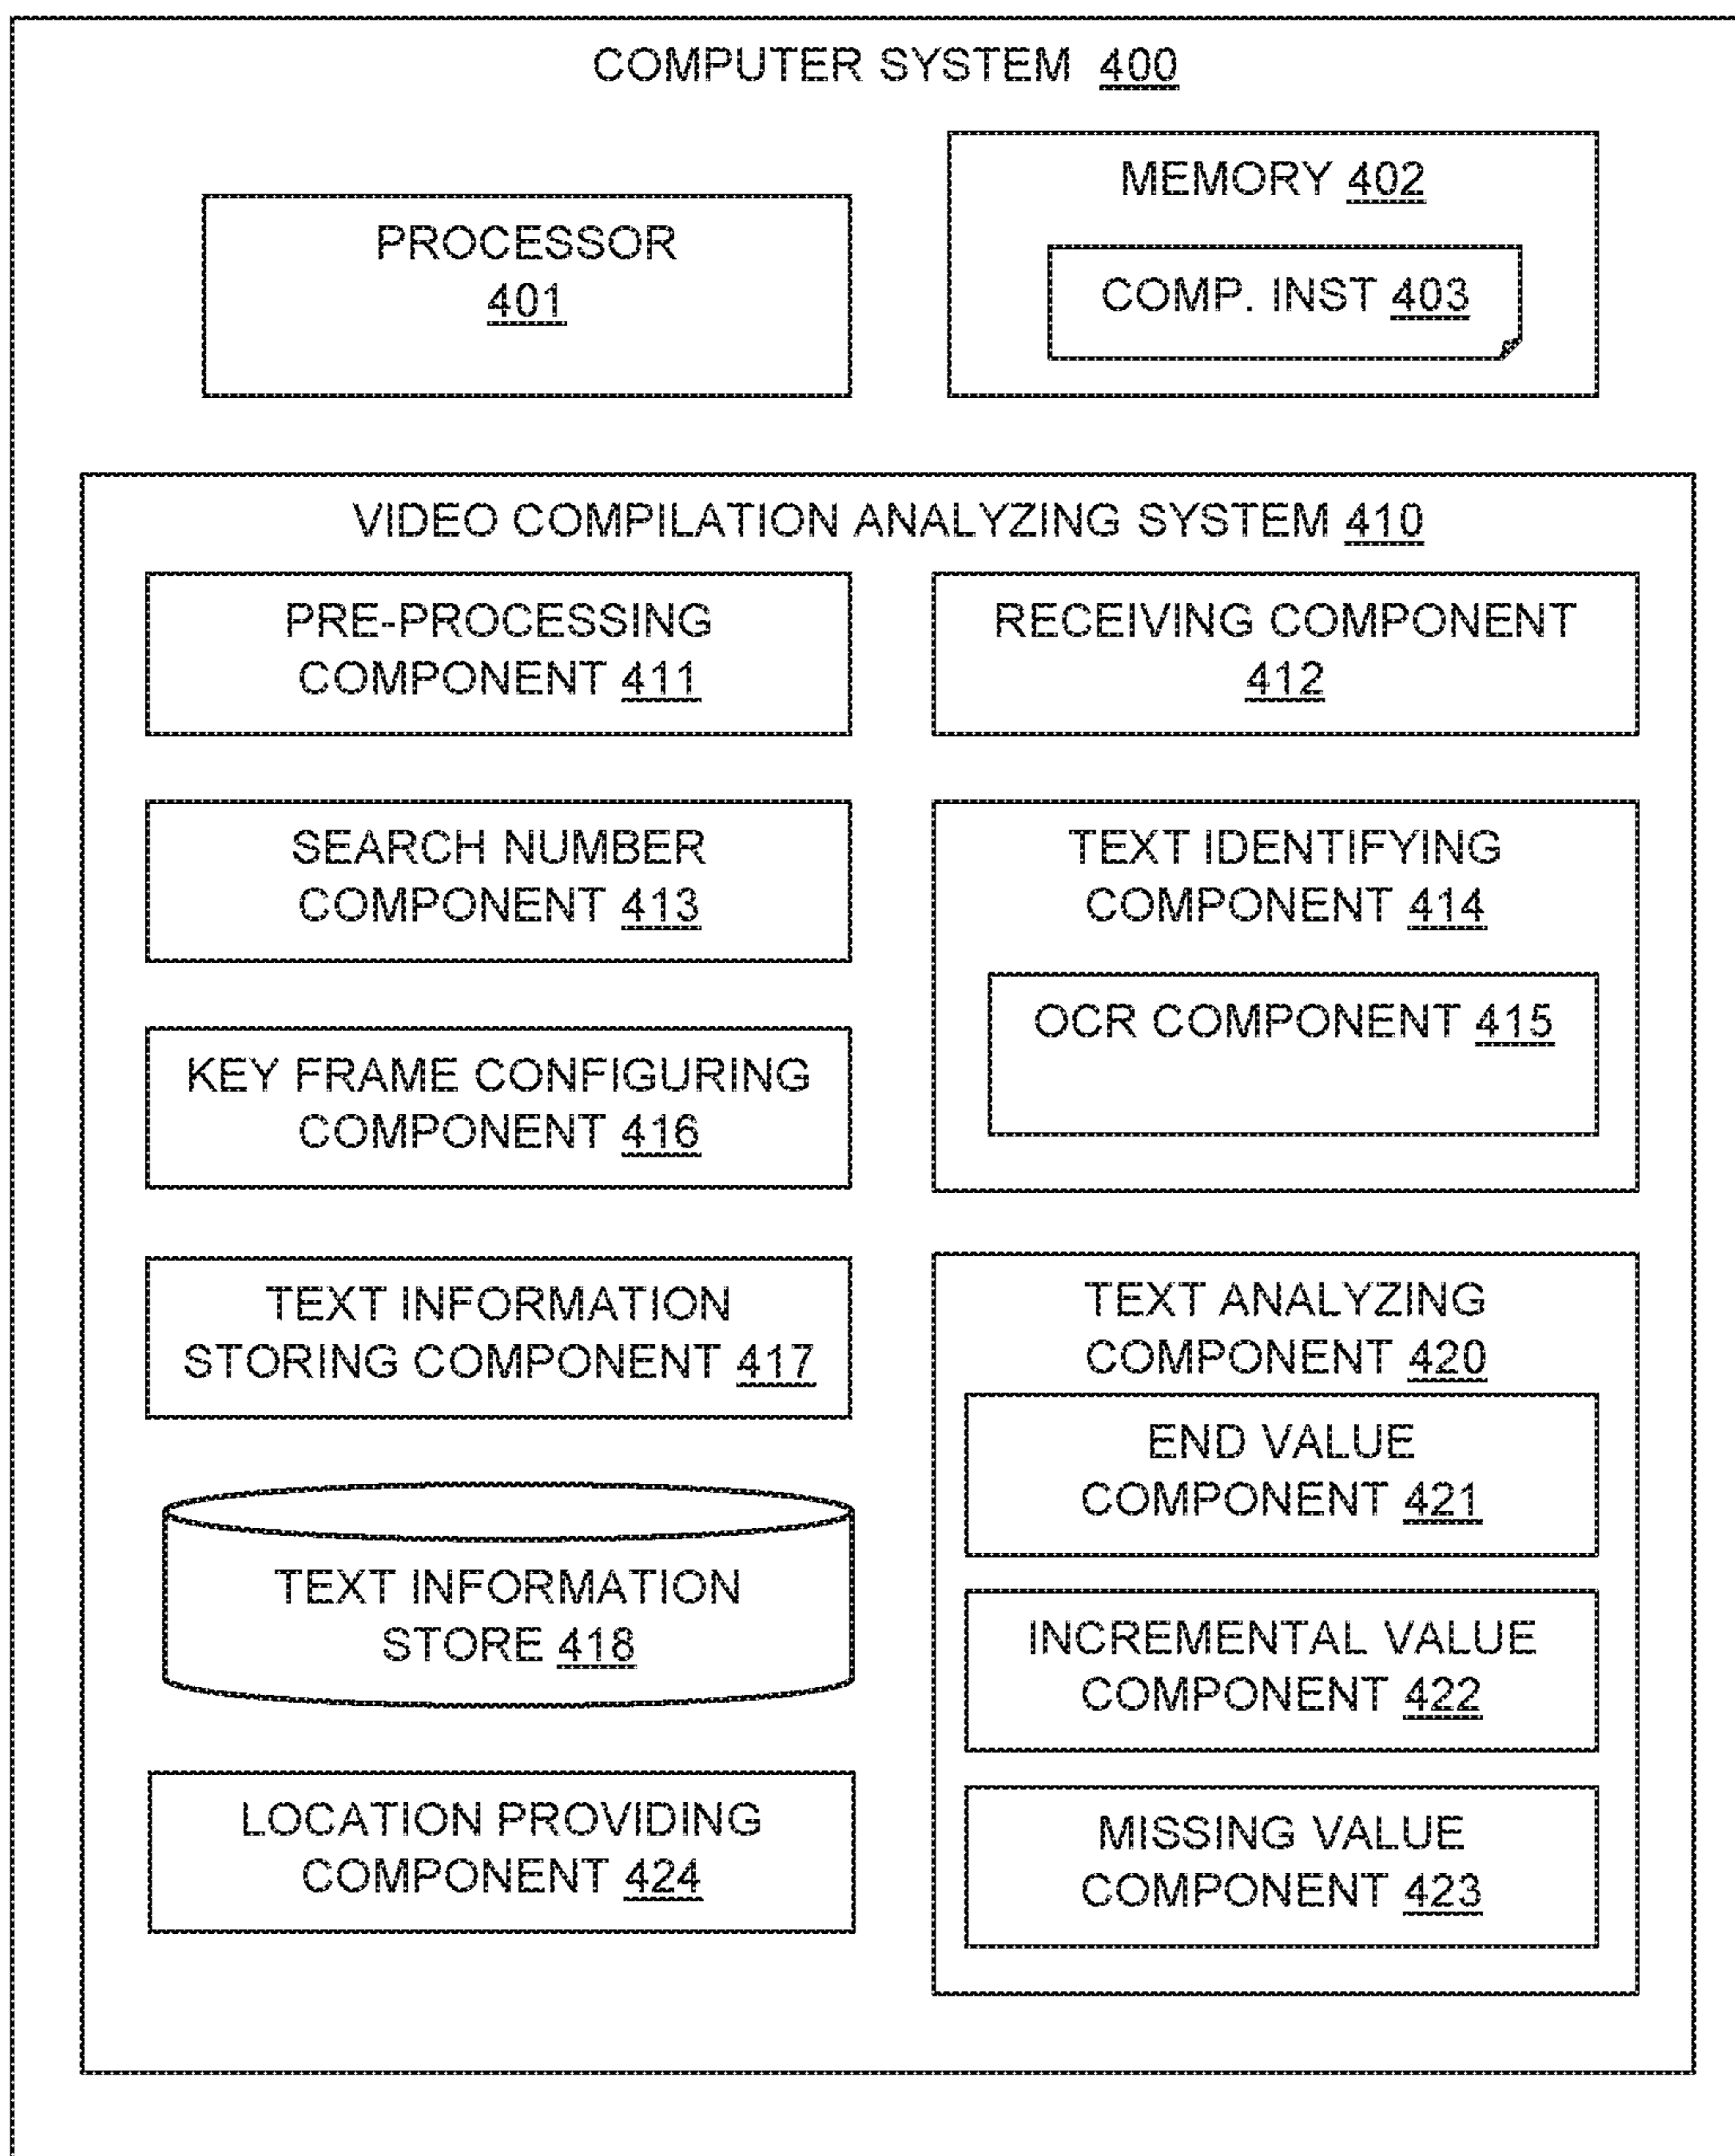 COMPUTER SYSTEM 400
PROCESSOR
401
MEMORY 402
COMP. INST 403
VIDEO COMPILATION ANALYZING SYSTEM 410
PRE-PROCESSING
COMPONENT 411
RECEIVING COMPONENT
412
SEARCH NUMBER
COMPONENT 413
TEXT IDENTIFYING
COMPONENT 414
OCR COMPONENT 415
KEY FRAME CONFIGURING
COMPONENT 416
TEXT INFORMATION
STORING COMPONENT 417
TEXT ANALYZING
COMPONENT 420
END VALUE
COMPONENT 421
TEXT INFORMATION
STORE 418
INCREMENTAL VALUE
COMPONENT 422
LOCATION PROVIDING
COMPONENT 424
MISSING VALUE
COMPONENT 423